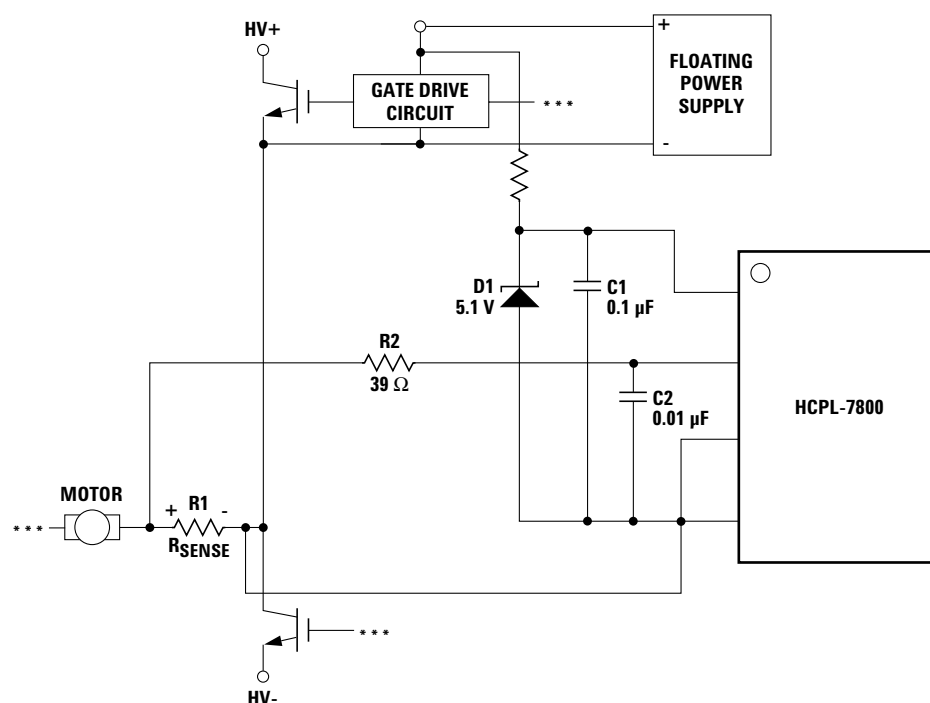 HV+
+
FLOATING
POWER
SUPPLY
-
GATE DRIVE
CIRCUIT
***
D1
5.1 V
C1
0.1 µF
R2
39 Ω
C2
0.01 µF
HCPL-7800
MOTOR
***
+ R1 -
RSENSE
***
HV-